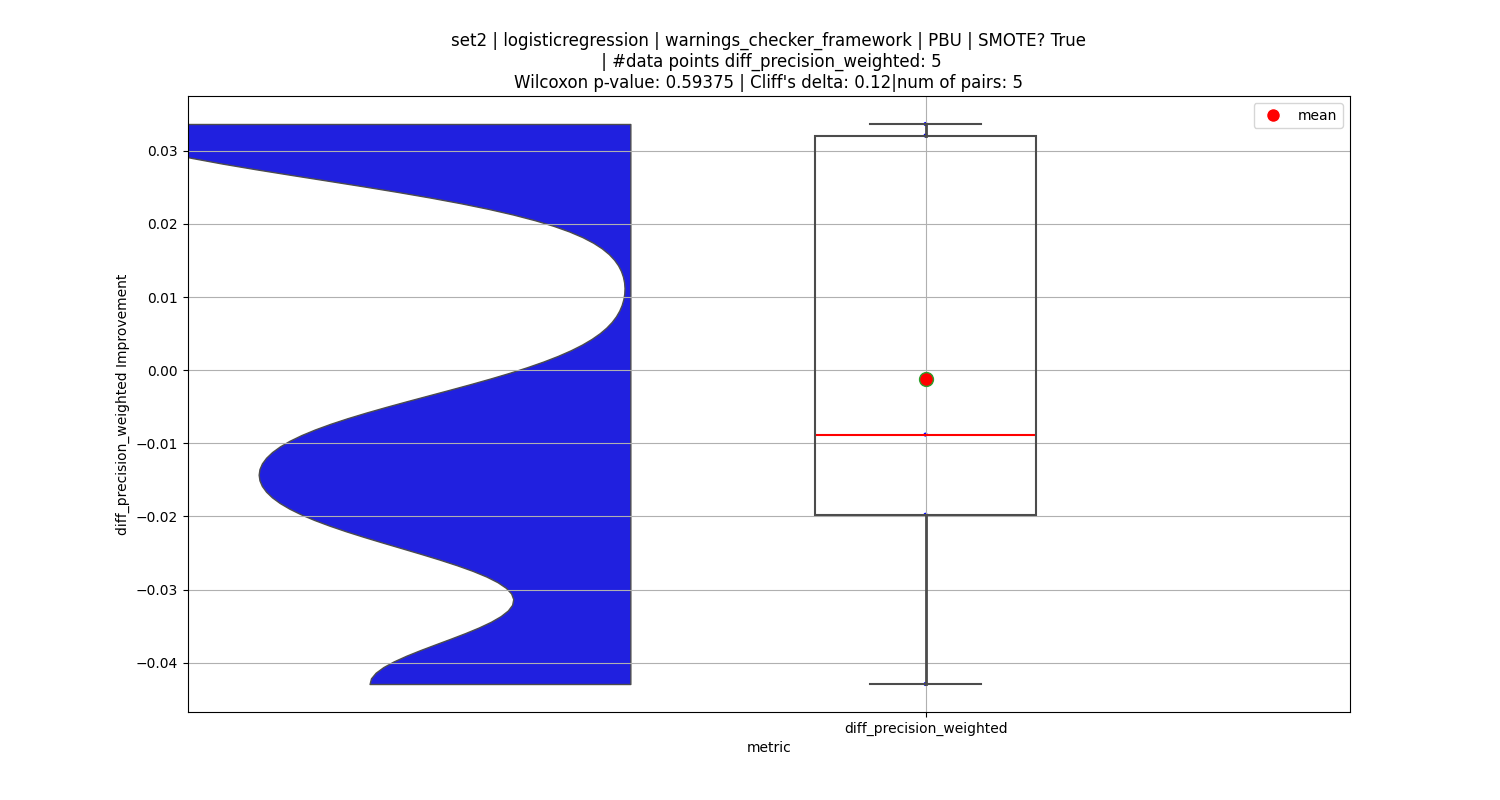 set2 | logisticregression | warnings_checker_framework | PBU | SMOTE? True
| #data points diff_precision_weighted: 5
Wilcoxon p-value: 0.59375 | Cliff's delta: 0.12|num of pairs: 5
mean
0.03
0.02
0.01
0.00
−0.01
−0.02
−0.03
−0.04
diff_precision_weighted Improvement
diff_precision_weighted
metric